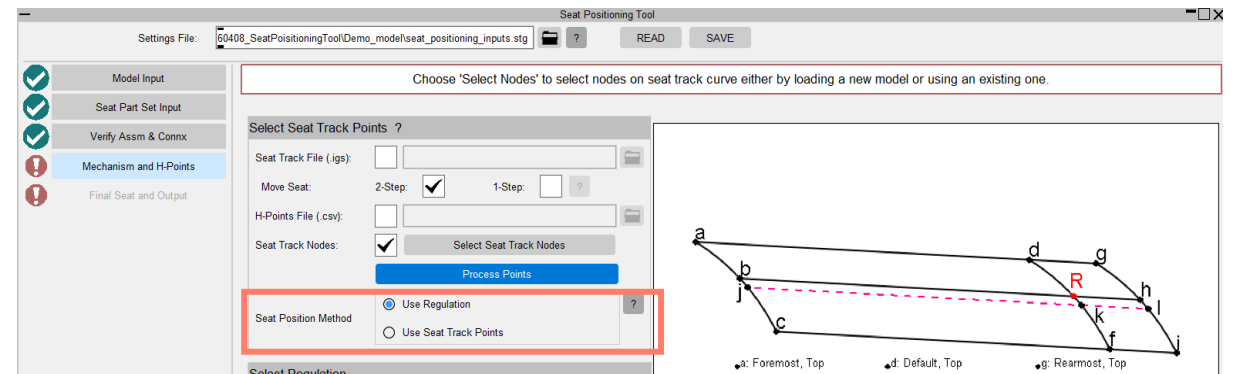 Seat Positioning Tool
Settings File: 60408_SeatPoisitioningTool\Demo_model\seat_positioning_inputs.stg ? READ SAVE
Model Input
Seat Part Set Input
Verify Assm & Connx
Mechanism and H-Points
Final Seat and Output
Choose 'Select Nodes' to select nodes on seat track curve either by loading a new model or using an existing one.
Select Seat Track Points ?
Seat Track File (.igs):
Move Seat: 2-Step: 1-Step: ?
H-Points File (.csv):
Seat Track Nodes: Select Seat Track Nodes
Process Points
Seat Position Method
Use Regulation ?
Use Seat Track Points
Select Regulation
a
d g
b R h
j k l
c f i
a: Foremost, Top d: Default, Top g: Rearmost, Top